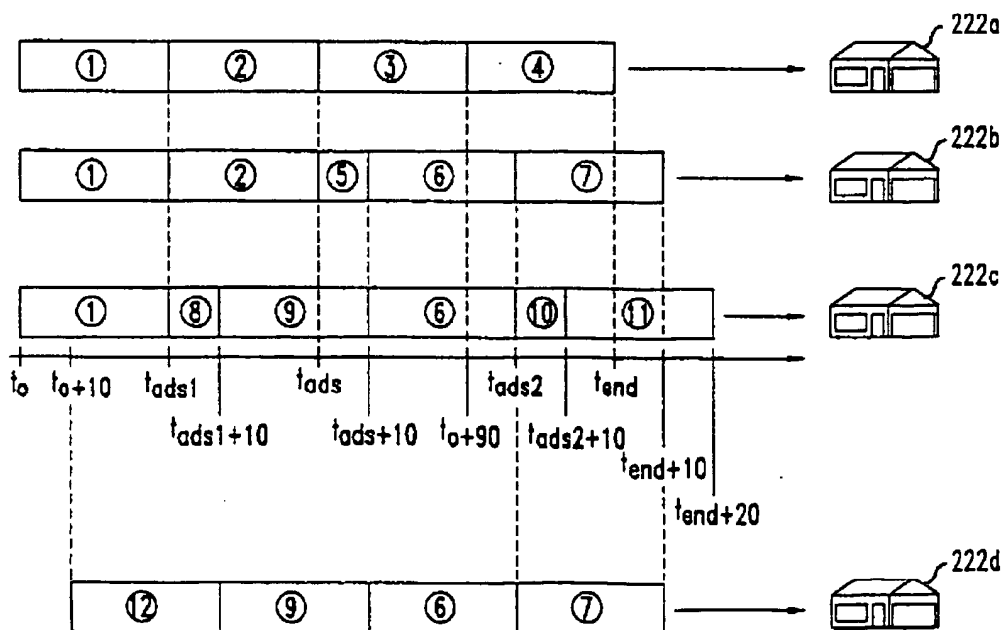 222a
① ② ③ ④
222b
① ② ⑤ ⑥ ⑦
222c
① ⑧ ⑨ ⑥ ⑩ ⑪
to to+10 tads1 tads tads2 tend
tads1+10 tads+10 to+90 tads2+10
tend+10
tend+20
222d
⑫ ⑨ ⑥ ⑦